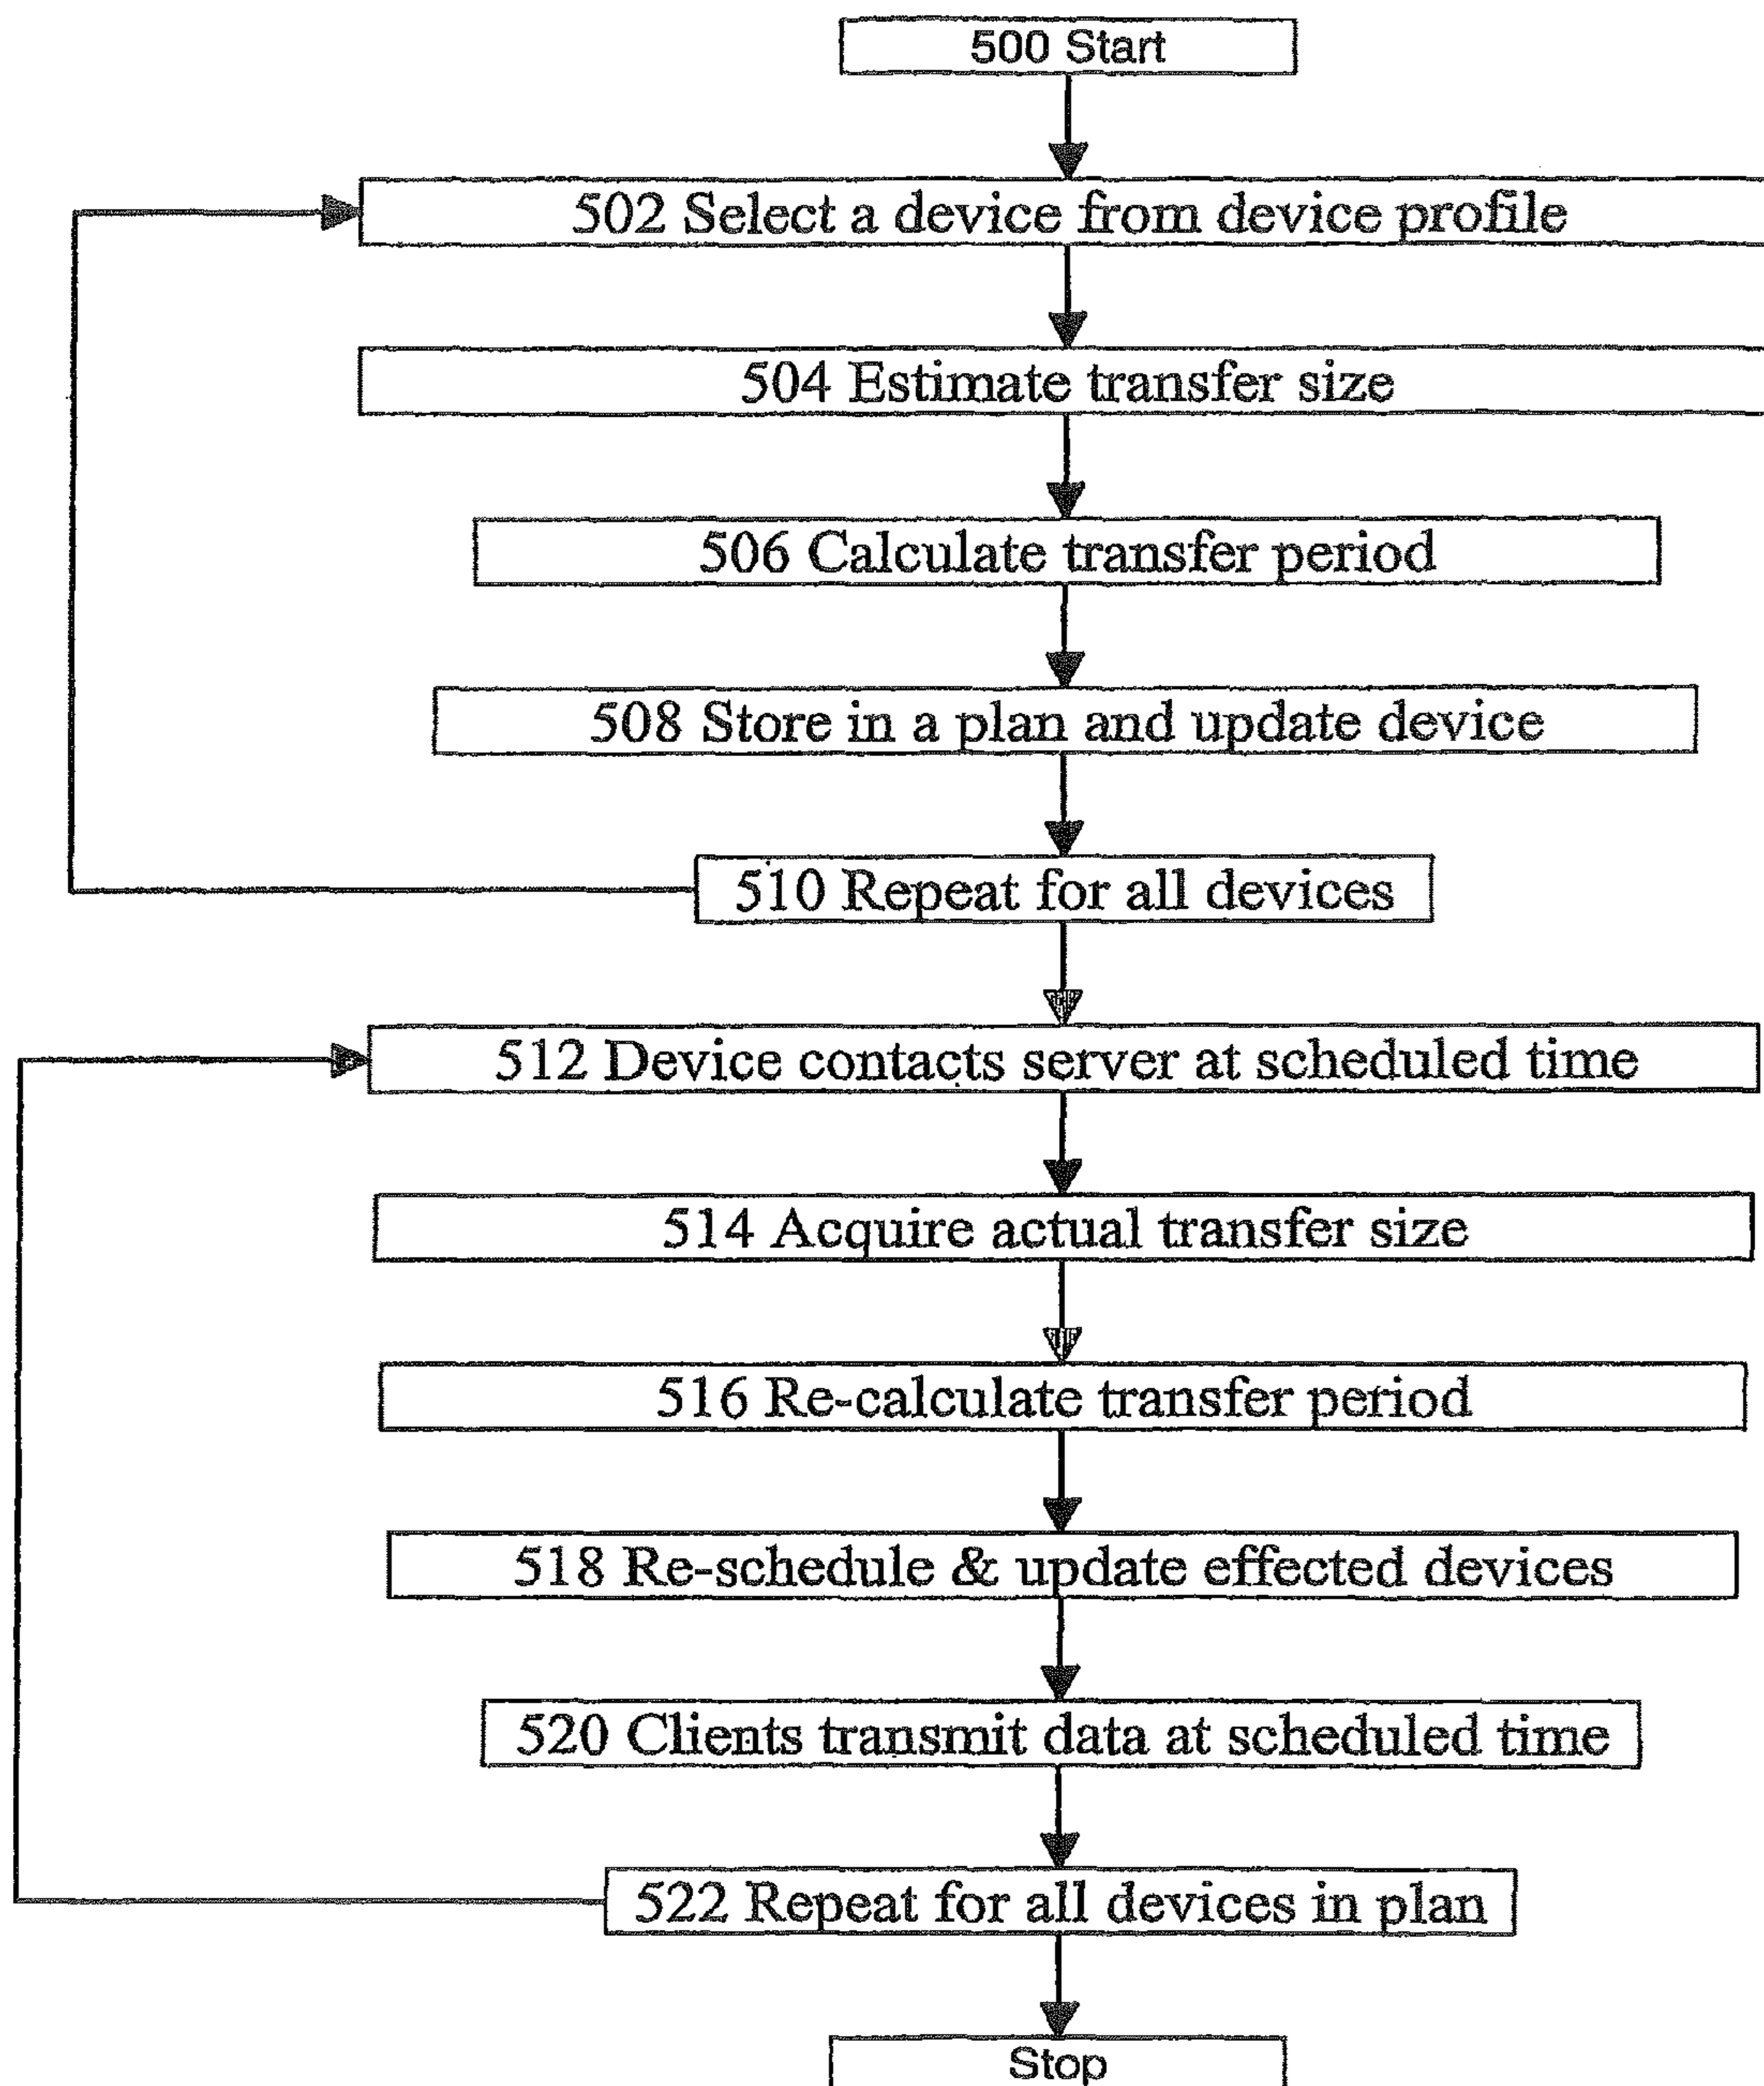 500 Start
502 Select a device from device profile
504 Estimate transfer size
506 Calculate transfer period
508 Store in a plan and update device
510 Repeat for all devices
512 Device contacts server at scheduled time
514 Acquire actual transfer size
516 Re-calculate transfer period
518 Re-schedule & update effected devices
520 Clients transmit data at scheduled time
522 Repeat for all devices in plan
Stop